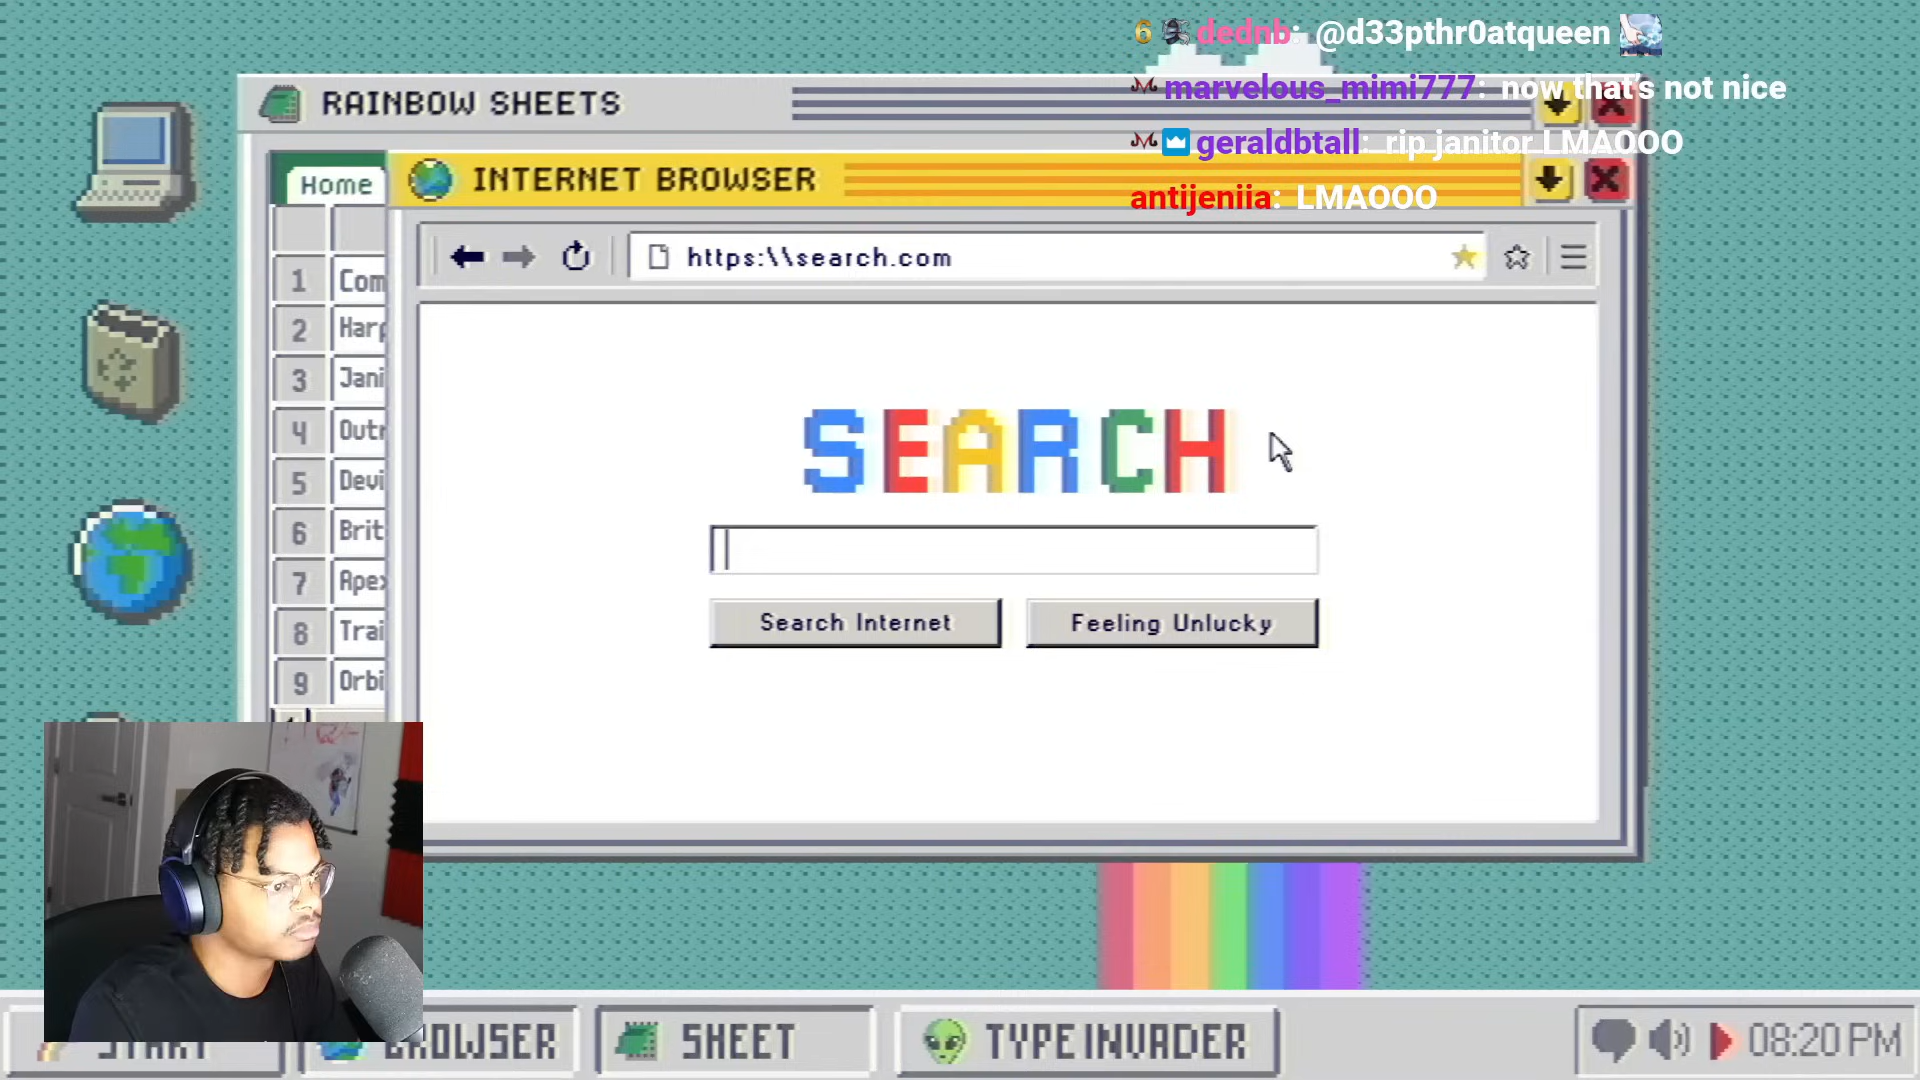 6 dednb: @d33pthr0atqueen
marvelous_mimi777: now that's not nice
geraldbtall: rip janitor LMAOOO
antijeniia: LMAOOO
RAINBOW SHEETS
Home
INTERNET BROWSER
https:\\search.com
1 Com
2 Harp
3 Jani
4 Outr
5 Devi
6 Brit
7 Apex
8 Trai
9 Orbi
SEARCH
Search Internet
Feeling Unlucky
START
BROWSER
SHEET
TYPE INVADER
08:20 PM